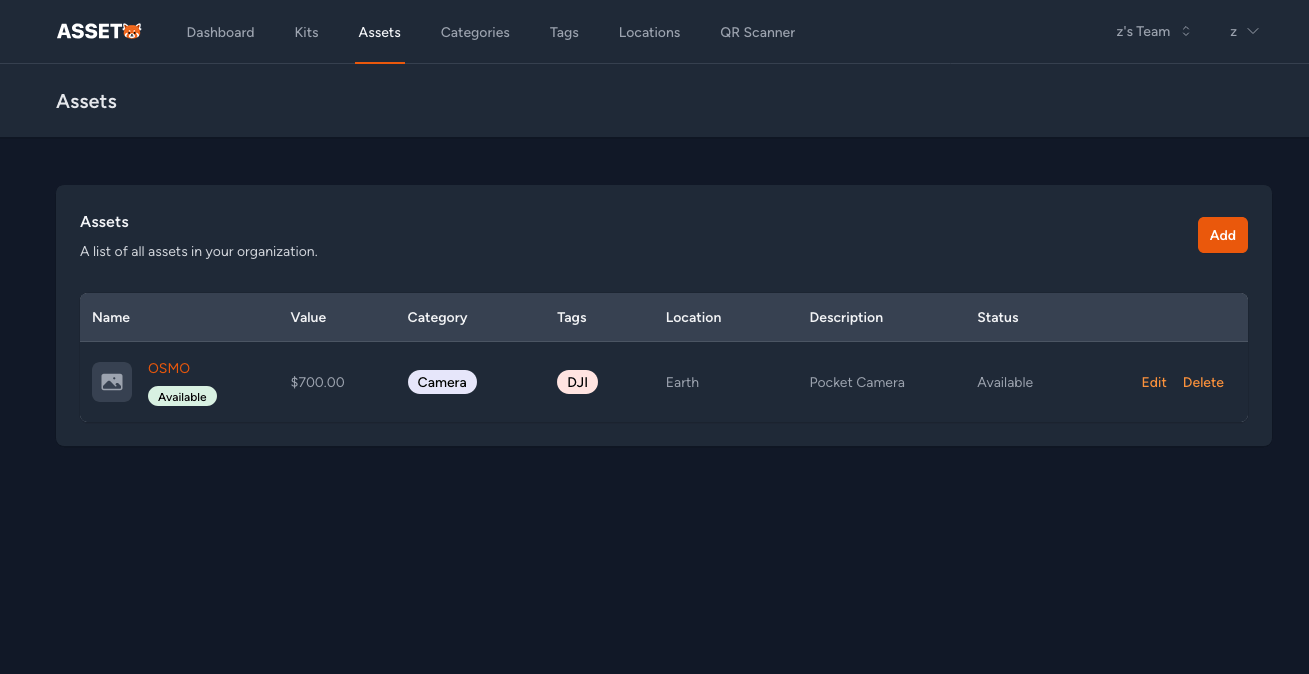 ASSET Dashboard Kits Assets Categories Tags Locations QR Scanner z's Team z
Assets
Assets
A list of all assets in your organization.
Add
Name Value Category Tags Location Description Status
OSMO
Available
$700.00 Camera DJI Earth Pocket Camera Available Edit Delete